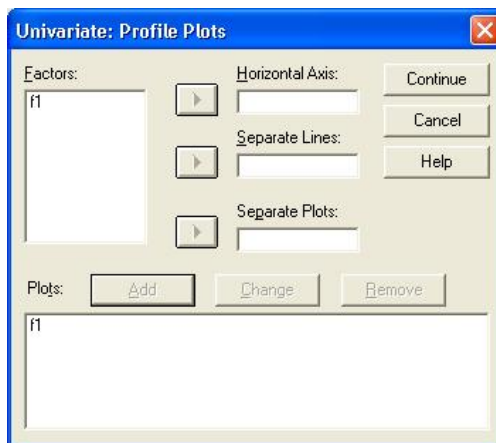 Univariate: Profile Plots
Factors:
f1
Horizontal Axis:
Separate Lines:
Separate Plots:
Continue
Cancel
Help
Plots:
Add
Change
Remove
f1